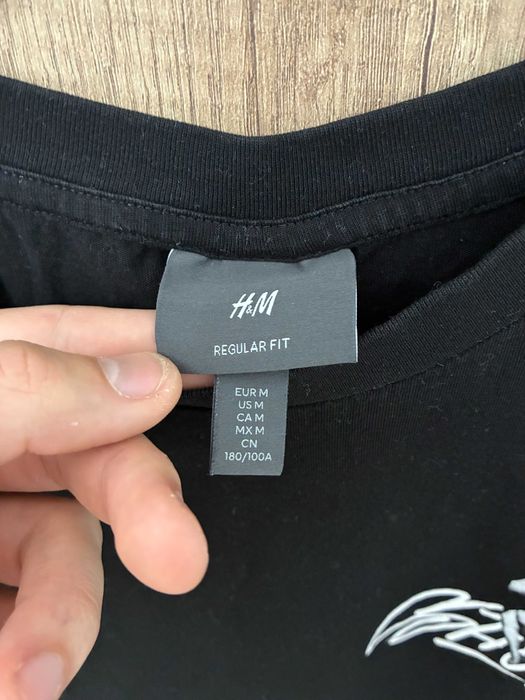 H&M
REGULAR FIT
EUR M
US M
CA M
MX M
CN
180/100A